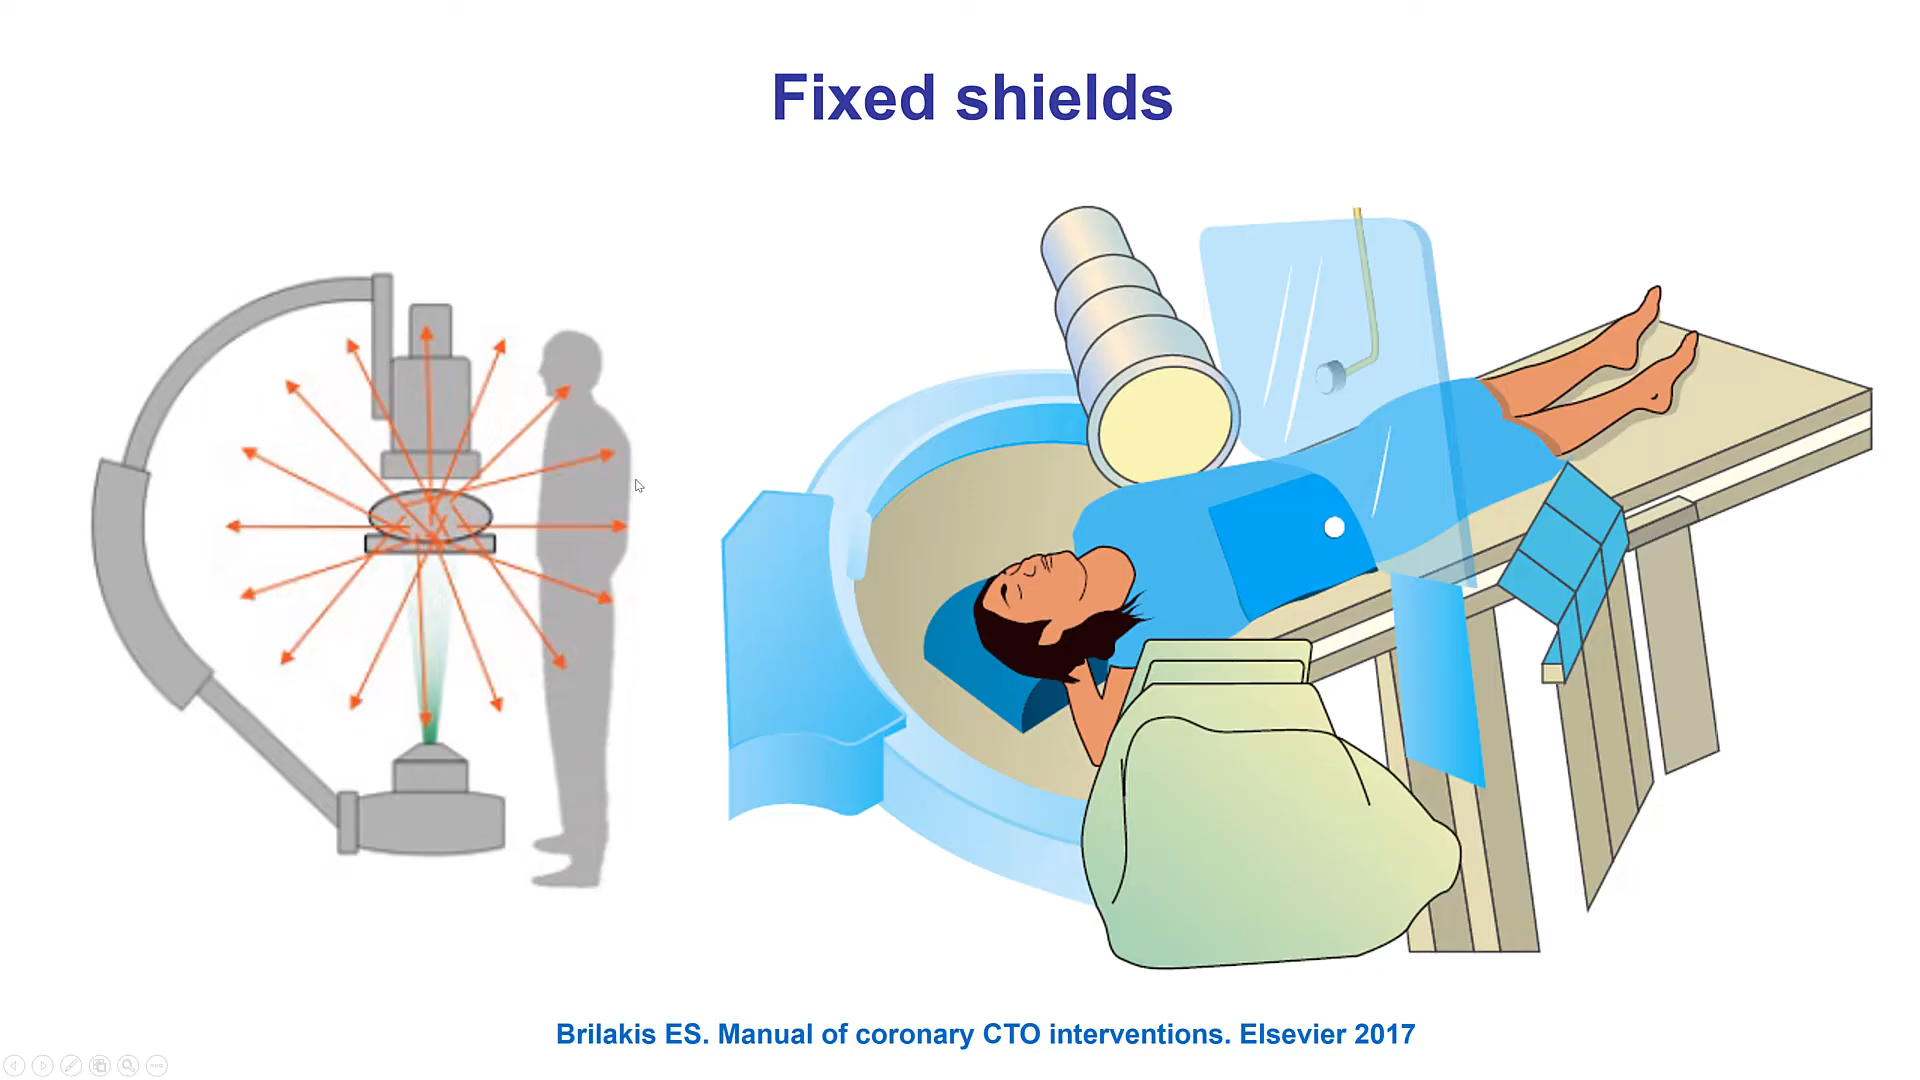 Fixed shields
Brilakis ES. Manual of coronary CTO interventions. Elsevier 2017